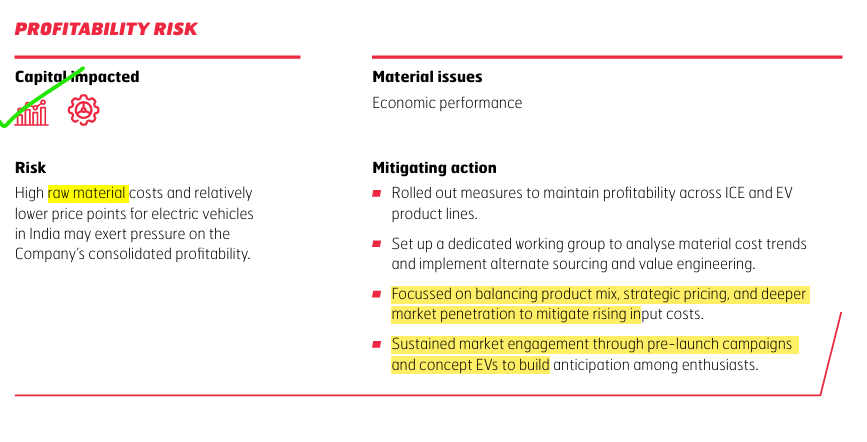 PROFITABILITY RISK
Capital impacted
Risk
High raw material costs and relatively
lower price points for electric vehicles
in India may exert pressure on the
Company's consolidated profitability.
Material issues
Economic performance
Mitigating action
Rolled out measures to maintain profitability across ICE and EV
product lines.
Set up a dedicated working group to analyse material cost trends
and implement alternate sourcing and value engineering.
Focussed on balancing product mix, strategic pricing, and deeper
market penetration to mitigate rising input costs.
Sustained market engagement through pre-launch campaigns
and concept EVs to build anticipation among enthusiasts.